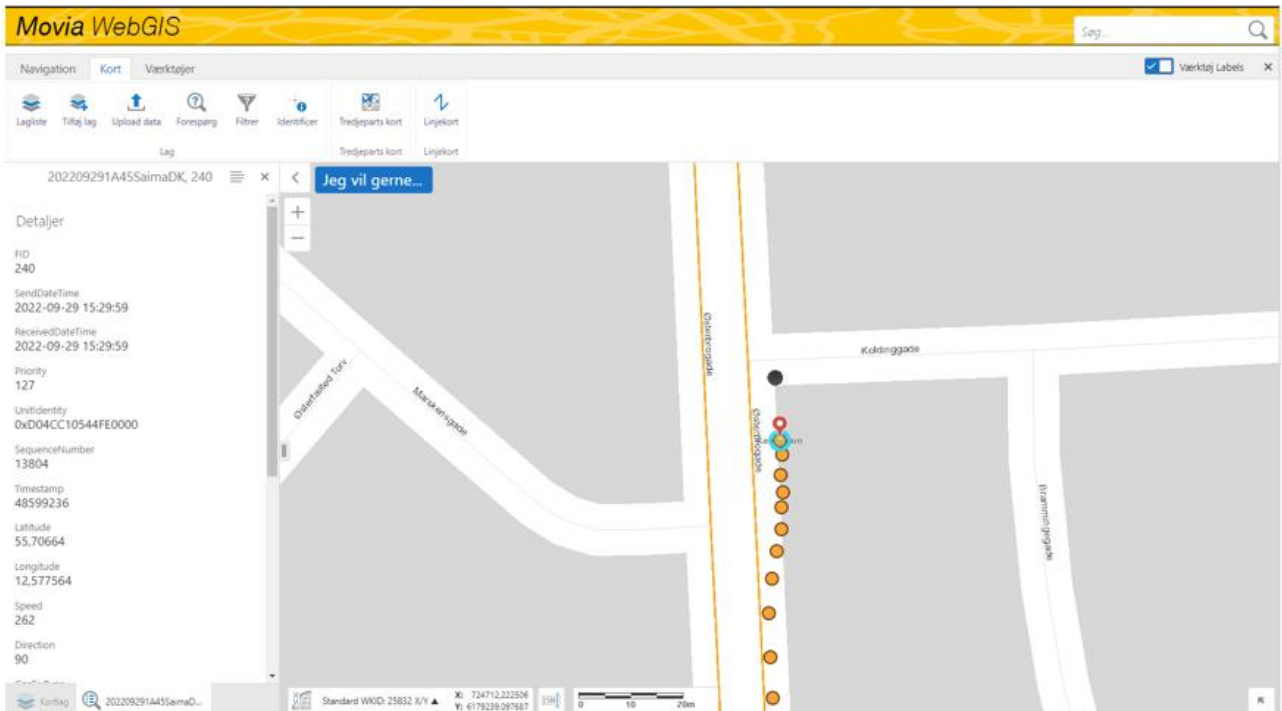 Movia WebGIS
Søg...
Navigation Kort Værktøjer
Værktøj Labels
Lagliste Tilføj lag Upload data Forespørg Filtrer Identificer Tredjeparts kort Linjekort
Lag Tredjeparts kort Linjekort
202209291A45SaimaDK, 240
Jeg vil gerne...
Detaljer
FID
240
SendDateTime
2022-09-29 15:29:59
ReceivedDateTime
2022-09-29 15:29:59
Priority
127
UnitIdentity
0xD04CC10544FE0000
SequenceNumber
13804
Timestamp
48599236
Latitude
55,70664
Longitude
12,577564
Speed
262
Direction
90
Østerbrogade
Koldinggade
Østerfælled Torv
Marskensgade
Østerbrogade
Brammingegade
Kortlag
202209291A45SaimaD...
Standard WKID: 25832 X/Y
X: 724712,222506
Y: 6179239,097687
0 10 20m